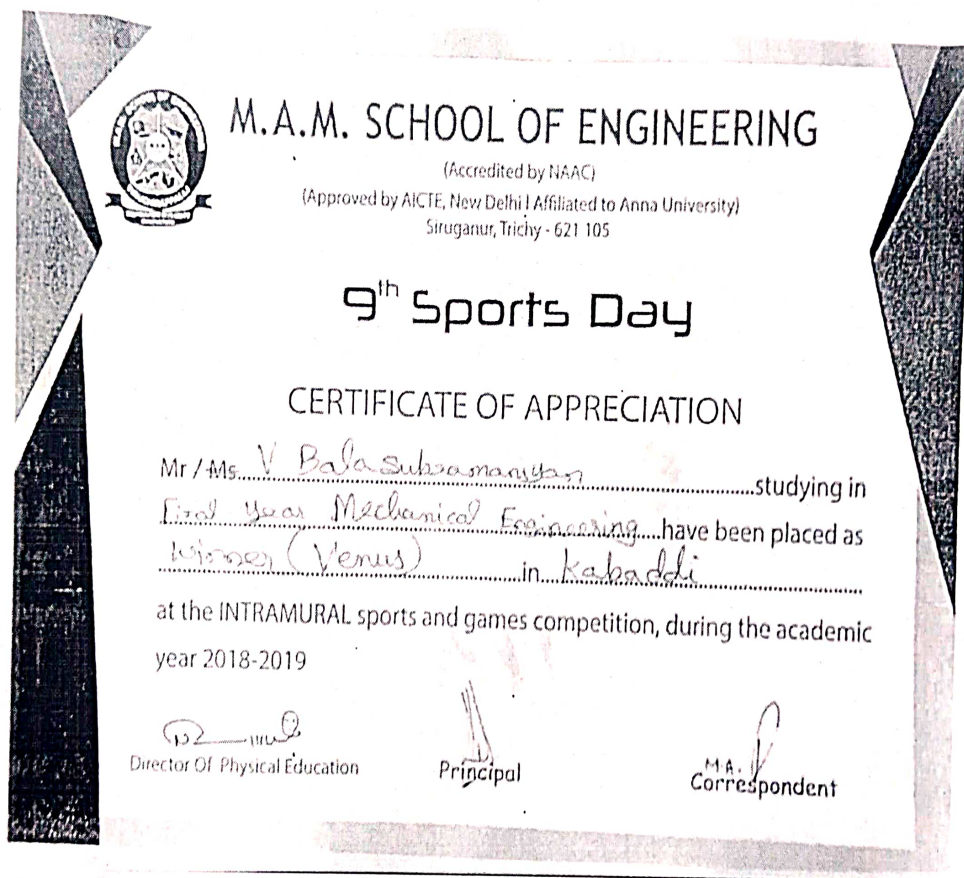 M.A.M. SCHOOL OF ENGINEERING
(Accredited by NAAC)
(Approved by AICTE, New Delhi I Affiliated to Anna University)
Siruganur, Trichy - 621 105
9th Sports Day
CERTIFICATE OF APPRECIATION
Mr / Ms. V Balasubramaniyan studying in
Final year Mechanical Engineering have been placed as
Winner (Venus) in Kabaddi
at the INTRAMURAL sports and games competition, during the academic
year 2018-2019
Director Of Physical Education
Principal
M.A.
Correspondent